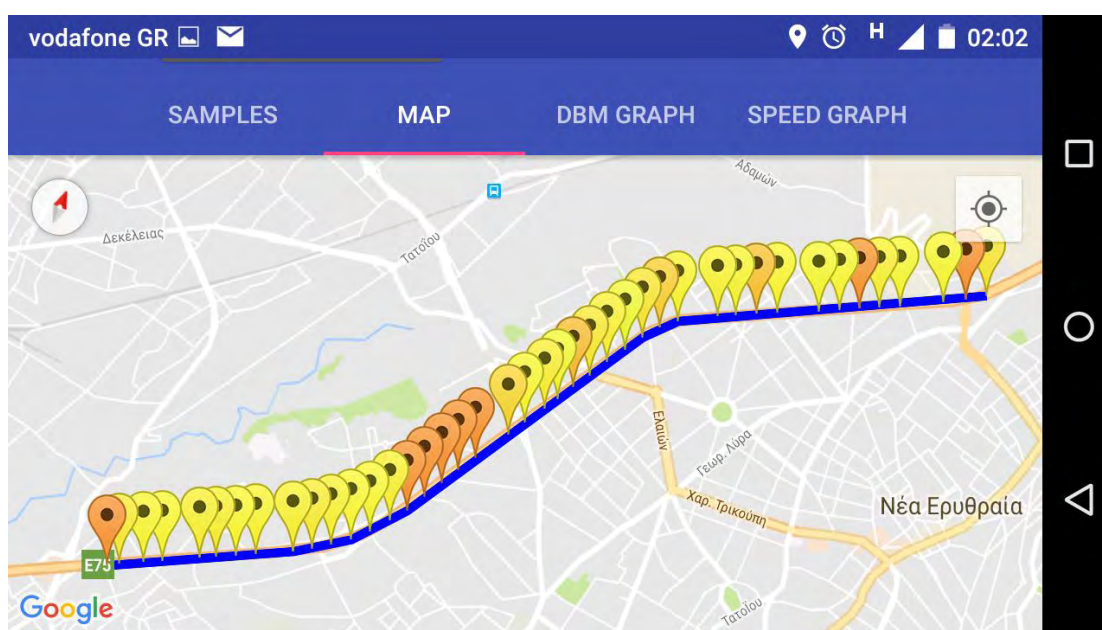 vodafone GR
H
02:02
SAMPLES
MAP
DBM GRAPH
SPEED GRAPH
Αδαμών
Δεκέλειας
Τατοΐου
Ελαιών
Γεωρ. Λύρα
Χαρ. Τρικούπη
Νέα Ερυθραία
E75
Google
Τατοΐου